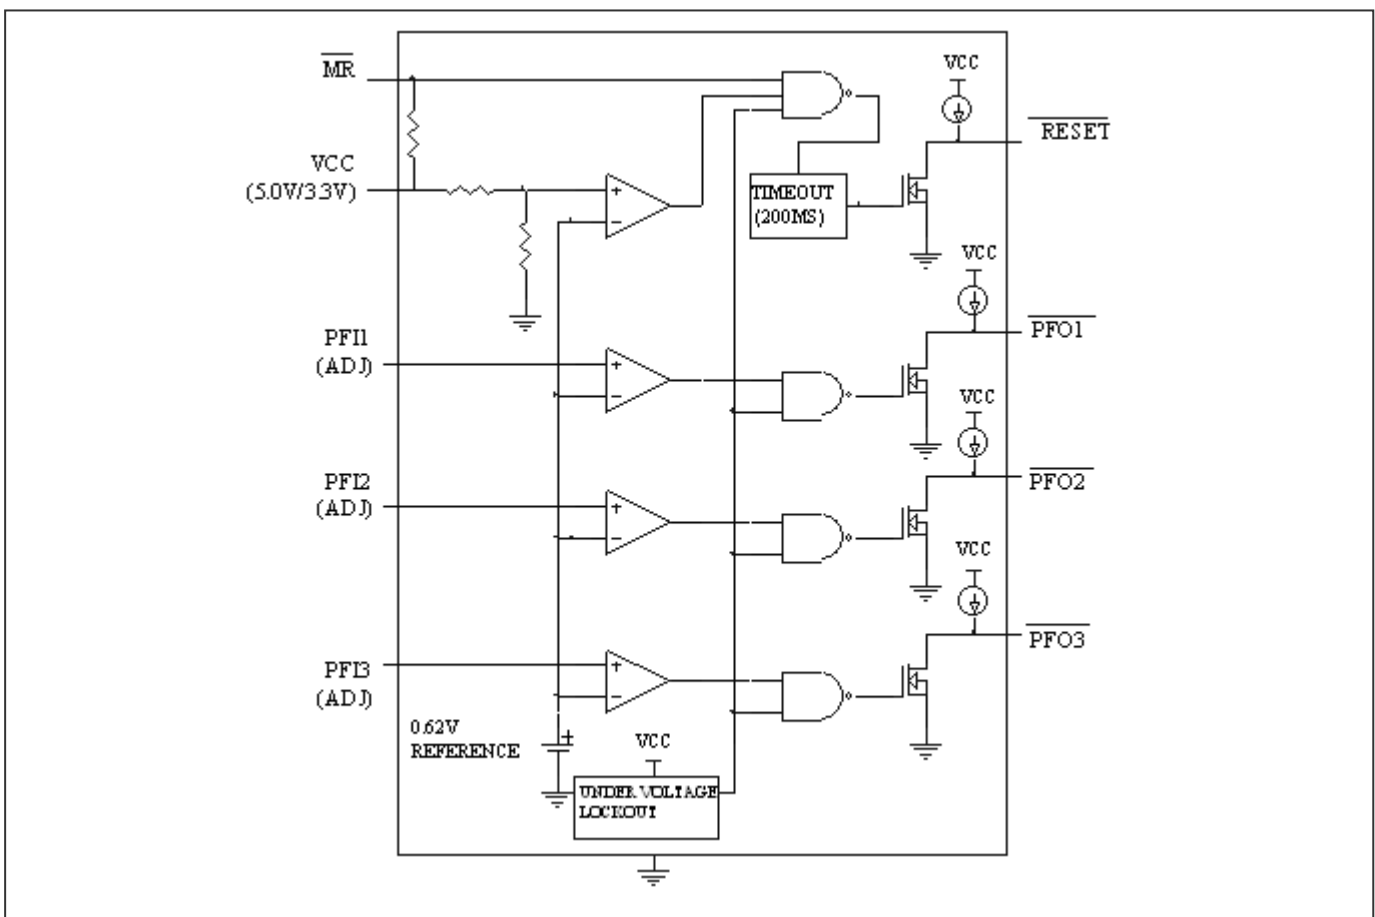 MR
VCC
VCC
(5.0V/3.3V)
RESET
TIMEOUT
(200MS)
VCC
PFI1
(ADJ)
PFO1
VCC
PFI2
(ADJ)
PFO2
VCC
PFI3
(ADJ)
PFO3
0.62V
REFERENCE
VCC
UNDER VOLTAGE
LOCKOUT
+
-
+
-
+
-
+
-
+